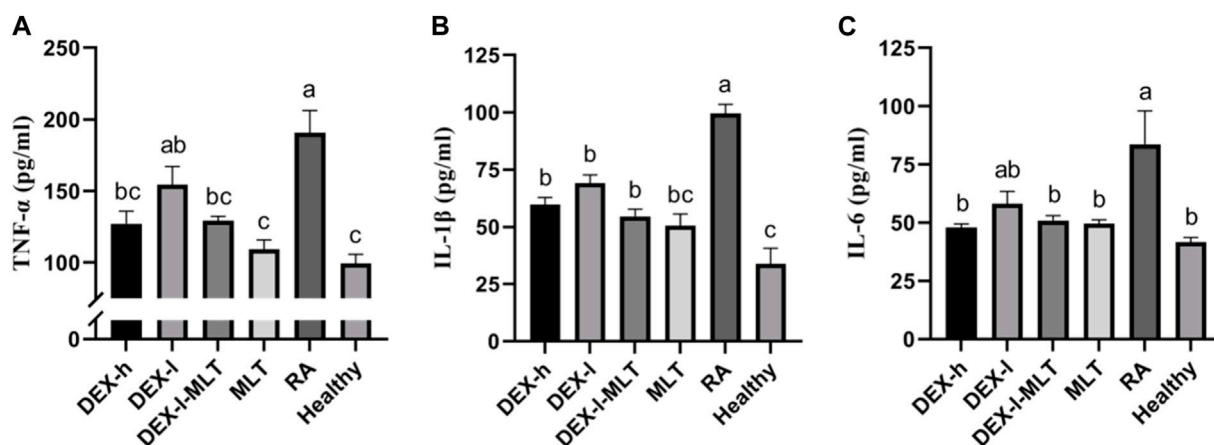 A
TNF-α (pg/ml)
250
200
150
100
0
bc
ab
bc
c
a
c
DEX-h
DEX-l
DEX-l-MLT
MLT
RA
Healthy
B
IL-1β (pg/ml)
125
100
75
50
25
0
b
b
b
bc
a
c
DEX-h
DEX-l
DEX-l-MLT
MLT
RA
Healthy
C
IL-6 (pg/ml)
125
100
75
50
25
0
b
ab
b
b
a
b
DEX-h
DEX-l
DEX-l-MLT
MLT
RA
Healthy